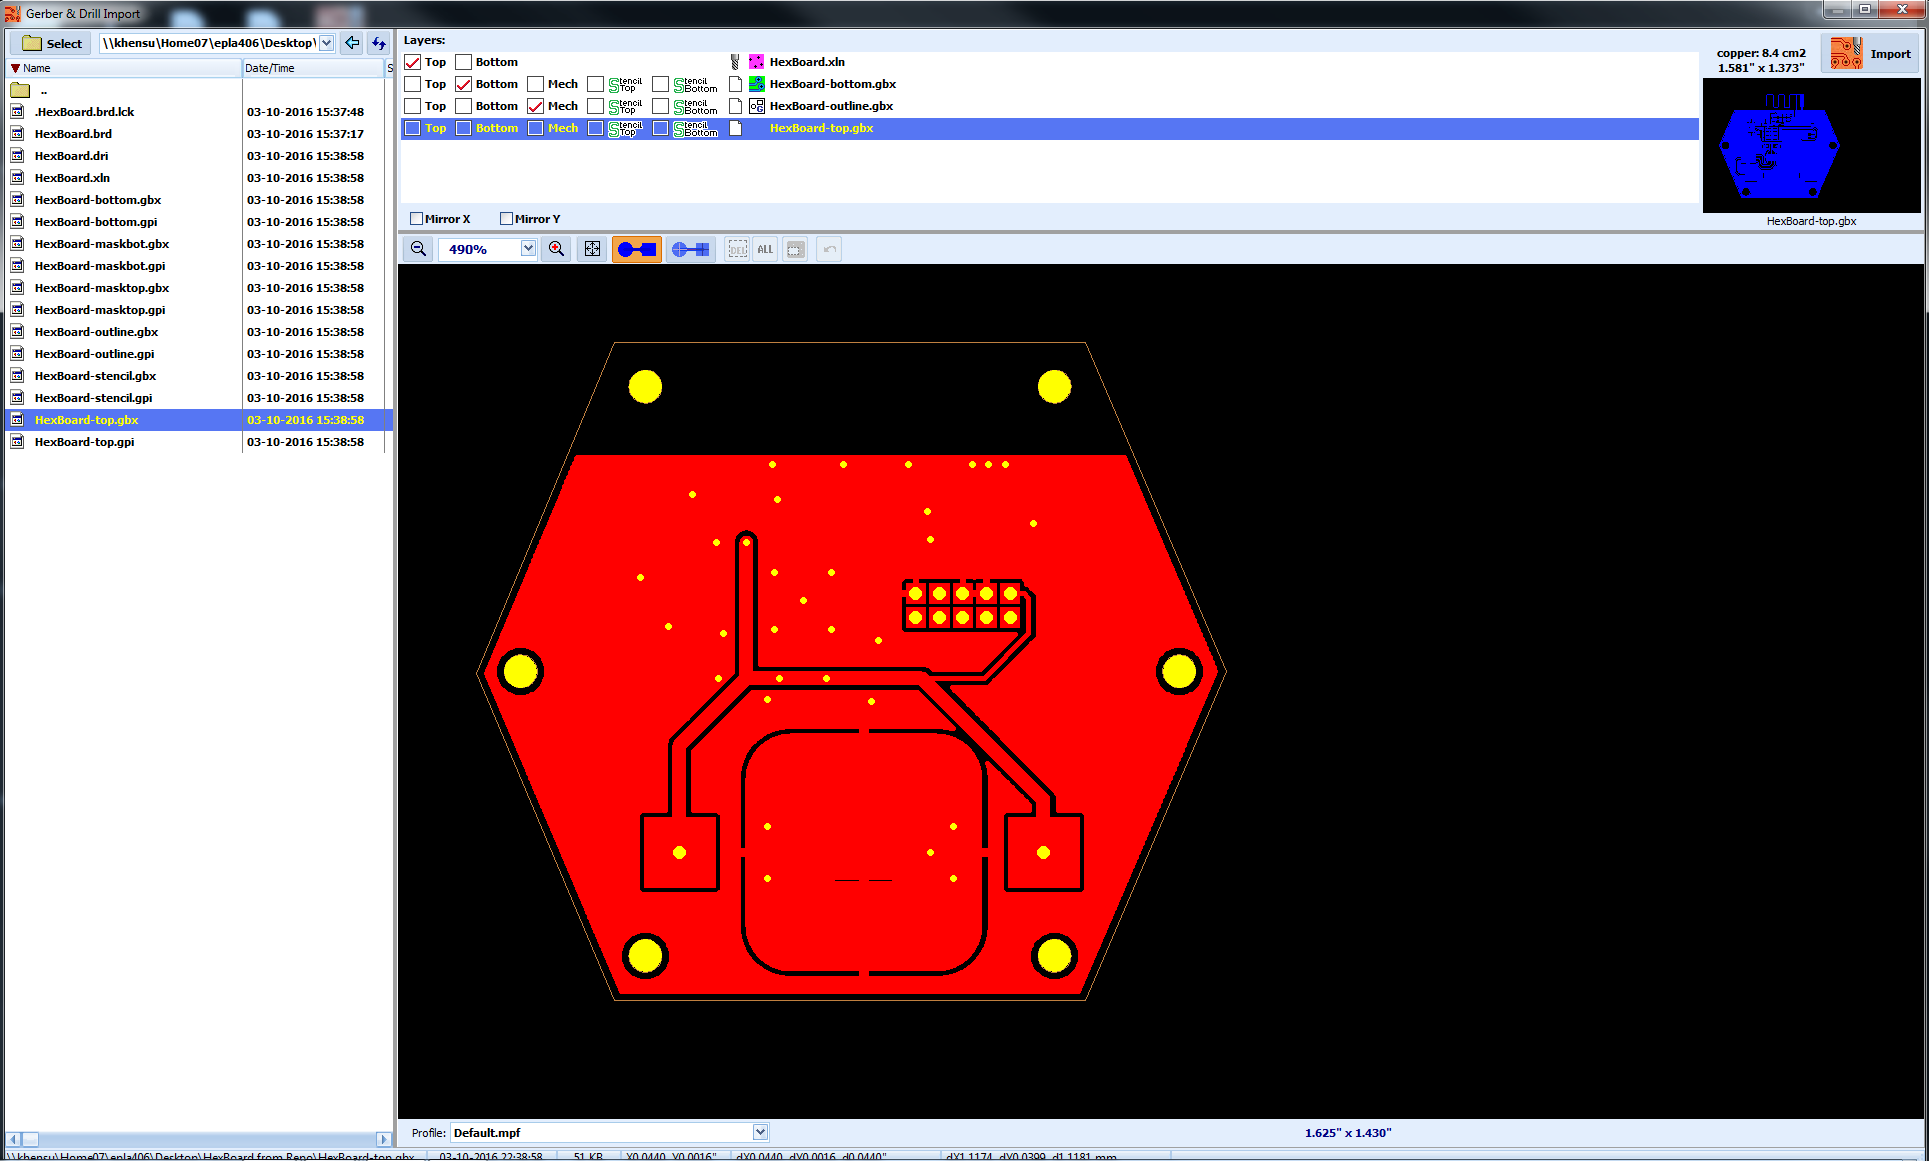 Gerber & Drill Import
Select
\\khensu\Home07\epla406\Desktop\
Name Date/Time S
..
.HexBoard.brd.lck 03-10-2016 15:37:48
HexBoard.brd 03-10-2016 15:37:17
HexBoard.dri 03-10-2016 15:38:58
HexBoard.xln 03-10-2016 15:38:58
HexBoard-bottom.gbx 03-10-2016 15:38:58
HexBoard-bottom.gpi 03-10-2016 15:38:58
HexBoard-maskbot.gbx 03-10-2016 15:38:58
HexBoard-maskbot.gpi 03-10-2016 15:38:58
HexBoard-masktop.gbx 03-10-2016 15:38:58
HexBoard-masktop.gpi 03-10-2016 15:38:58
HexBoard-outline.gbx 03-10-2016 15:38:58
HexBoard-outline.gpi 03-10-2016 15:38:58
HexBoard-stencil.gbx 03-10-2016 15:38:58
HexBoard-stencil.gpi 03-10-2016 15:38:58
HexBoard-top.gbx 03-10-2016 15:38:58
HexBoard-top.gpi 03-10-2016 15:38:58
Layers:
Top Bottom HexBoard.xln
Top Bottom Mech Stencil Top Stencil Bottom HexBoard-bottom.gbx
Top Bottom Mech Stencil Top Stencil Bottom HexBoard-outline.gbx
Top Bottom Mech Stencil Top Stencil Bottom HexBoard-top.gbx
Mirror X Mirror Y
copper: 8.4 cm2
1.581" x 1.373"
Import
HexBoard-top.gbx
490%
DEL ALL
Profile: Default.mpf
1.625" x 1.430"
\\khensu\Home07\epla406\Desktop\HexBoard from Repo\HexBoard-top.gbx 03-10-2016 22:38:58 51 KB X0.0440, Y0.0016" dX0.0440, dY0.0016, d0.0440" dX1.1174, dY0.0399, d1.1181 mm